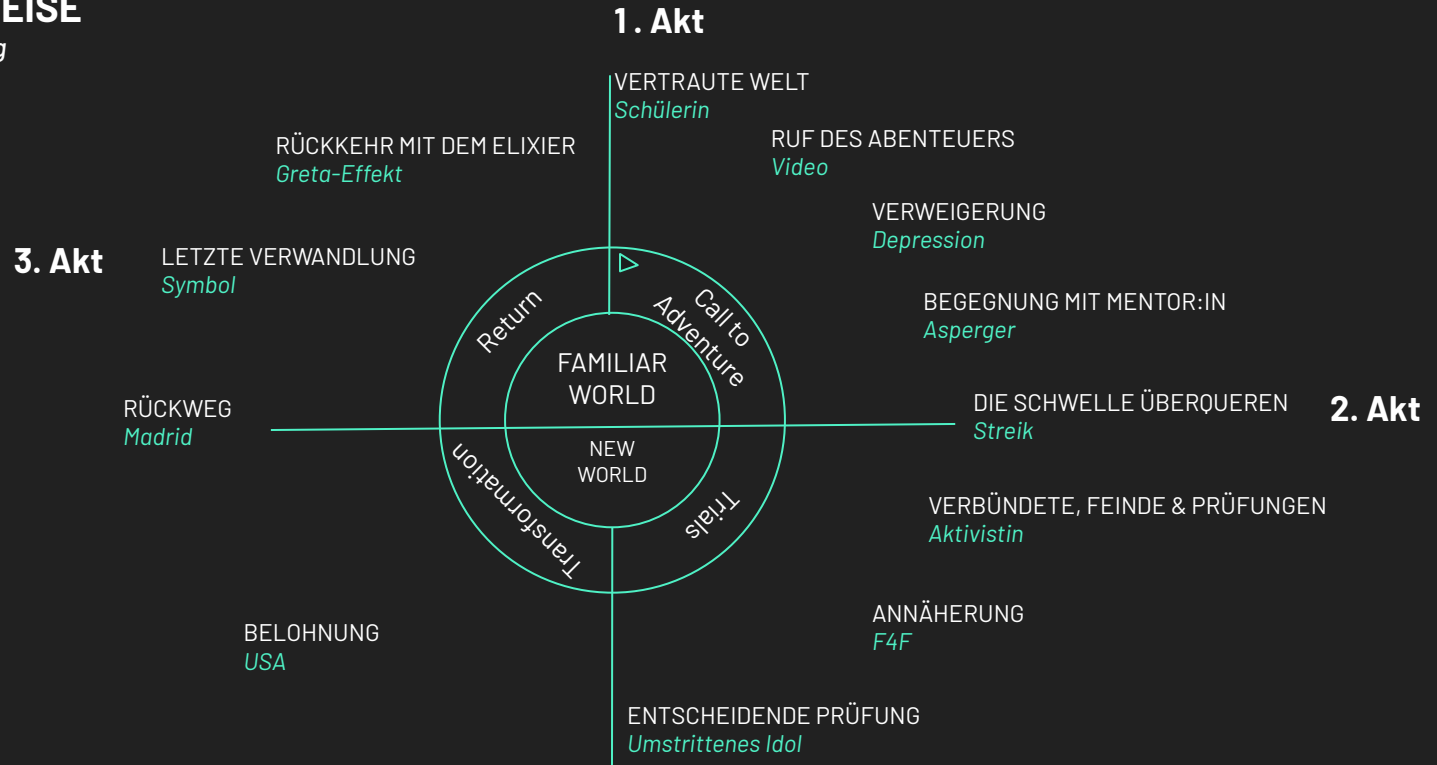 EISE
g
1. Akt
VERTRAUTE WELT
Schülerin
RUF DES ABENTEUERS
Video
VERWEIGERUNG
Depression
BEGEGNUNG MIT MENTOR:IN
Asperger
DIE SCHWELLE ÜBERQUEREN
Streik
2. Akt
VERBÜNDETE, FEINDE & PRÜFUNGEN
Aktivistin
ANNÄHERUNG
F4F
ENTSCHEIDENDE PRÜFUNG
Umstrittenes Idol
BELOHNUNG
USA
RÜCKWEG
Madrid
3. Akt
LETZTE VERWANDLUNG
Symbol
RÜCKKEHR MIT DEM ELIXIER
Greta-Effekt
Call to
Adventure
Trials
Transformation
Return
FAMILIAR
WORLD
NEW
WORLD